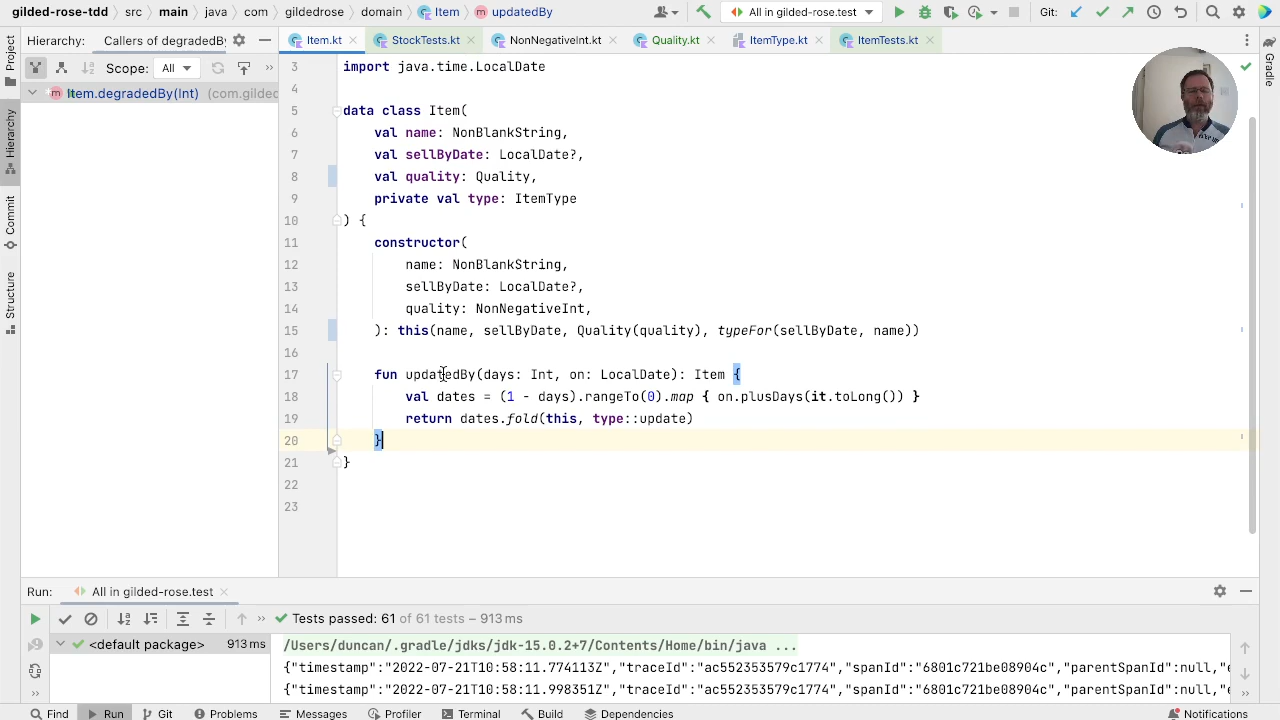 gilded-rose-tdd › src › main › java › com › gildedrose › domain › Item › updatedBy
All in gilded-rose.test
Git:
Hierarchy: Callers of degradedBy
Item.kt
StockTests.kt
NonNegativeInt.kt
Quality.kt
ItemType.kt
ItemTests.kt
Scope: All
Item.degradedBy(Int) (com.gilded
Project
Hierarchy
Commit
Structure
Gradle
3 import java.time.LocalDate
4
5 data class Item(
6 val name: NonBlankString,
7 val sellByDate: LocalDate?,
8 val quality: Quality,
9 private val type: ItemType
10 ) {
11 constructor(
12 name: NonBlankString,
13 sellByDate: LocalDate?,
14 quality: NonNegativeInt,
15 ): this(name, sellByDate, Quality(quality), typeFor(sellByDate, name))
16
17 fun updatedBy(days: Int, on: LocalDate): Item {
18 val dates = (1 - days).rangeTo(0).map { on.plusDays(it.toLong()) }
19 return dates.fold(this, type::update)
20 }
21 }
22
23
Run: All in gilded-rose.test
Tests passed: 61 of 61 tests – 913 ms
<default package> 913 ms
/Users/duncan/.gradle/jdks/jdk-15.0.2+7/Contents/Home/bin/java ...
{"timestamp":"2022-07-21T10:58:11.774113Z","traceId":"ac552353579c1774","spanId":"6801c721be08904c","parentSpanId":null,"e
{"timestamp":"2022-07-21T10:58:11.998351Z","traceId":"ac552353579c1774","spanId":"6801c721be08904c","parentSpanId":null,"e
Find
Run
Git
Problems
Messages
Profiler
Terminal
Build
Dependencies
Notifications